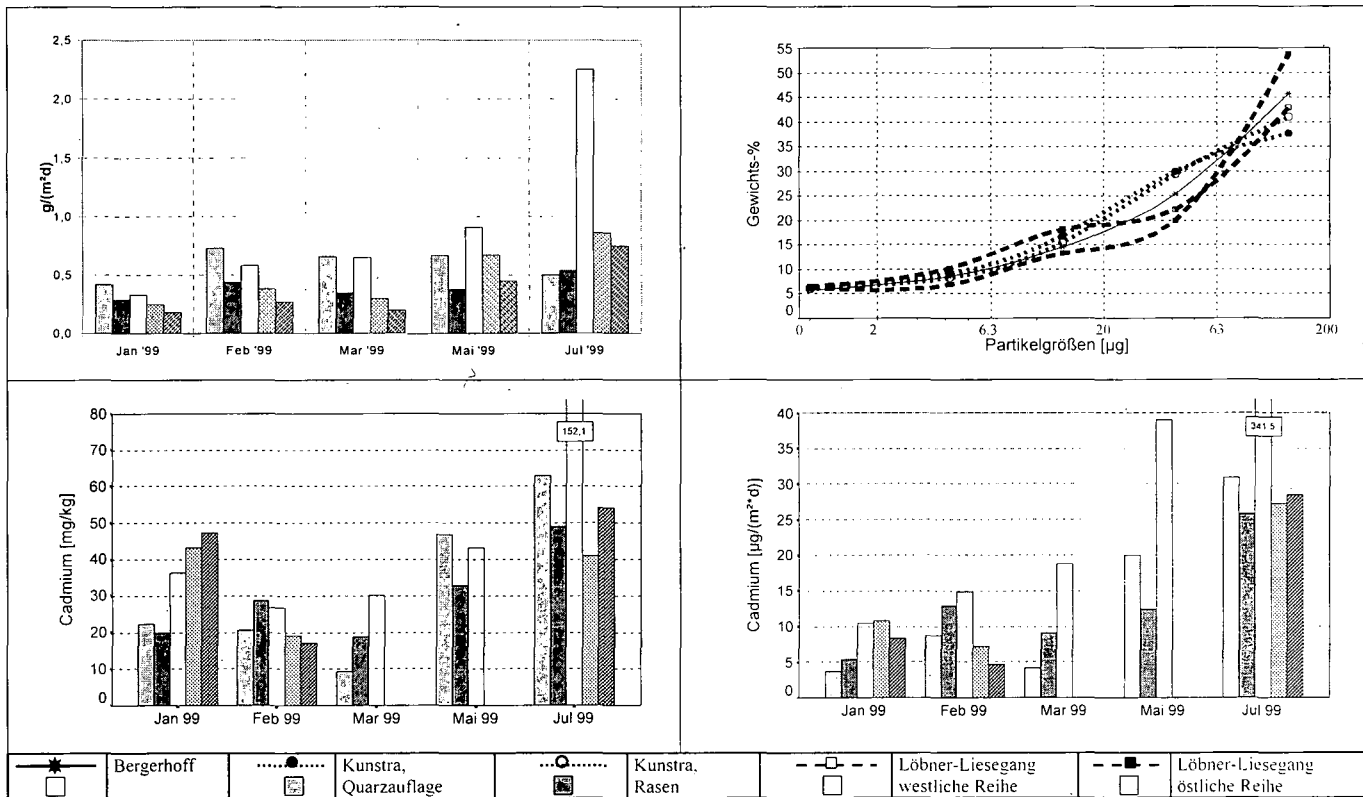 2,5
2,0
1,5
1,0
0,5
0,0
g/(m²d)
Jan '99 Feb '99 Mar '99 Mai '99 Jul '99
55
50
45
40
35
30
25
20
15
10
5
0
Gewichts-%
0 2 6.3 20 63 200
Partikelgrößen [µg]
80
70
60
50
40
30
20
10
0
Cadmium [mg/kg]
152,1
Jan 99 Feb 99 Mar 99 Mai 99 Jul 99
40
35
30
25
20
15
10
5
0
Cadmium [µg/(m²*d)]
341.5
Jan 99 Feb 99 Mar 99 Mai 99 Jul 99
Bergerhoff
Kunstra,
Quarzauflage
Kunstra,
Rasen
Löbner-Liesegang
westliche Reihe
Löbner-Liesegang
östliche Reihe